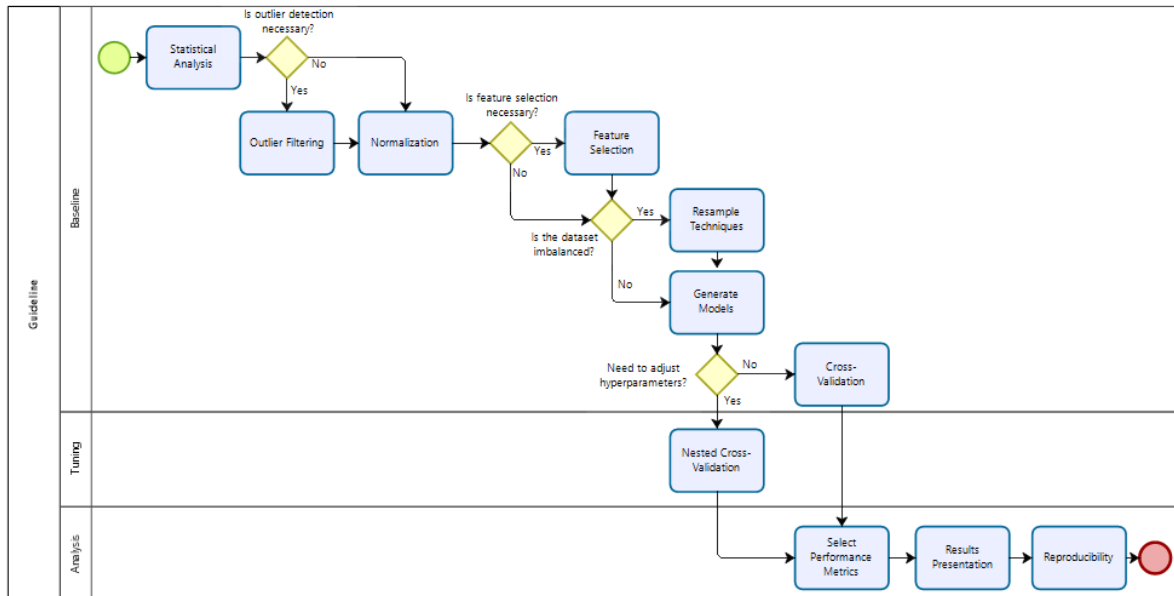 Guideline
Baseline
Is outlier detection
necessary?
Statistical
Analysis
No
Yes
Outlier Filtering
Normalization
Is feature selection
necessary?
Yes
No
Feature
Selection
Is the dataset
imbalanced?
Yes
No
Resample
Techniques
Generate
Models
Need to adjust
hyperparameters?
No
Yes
Cross-
Validation
Tuning
Nested Cross-
Validation
Analysis
Select
Performance
Metrics
Results
Presentation
Reproducibility